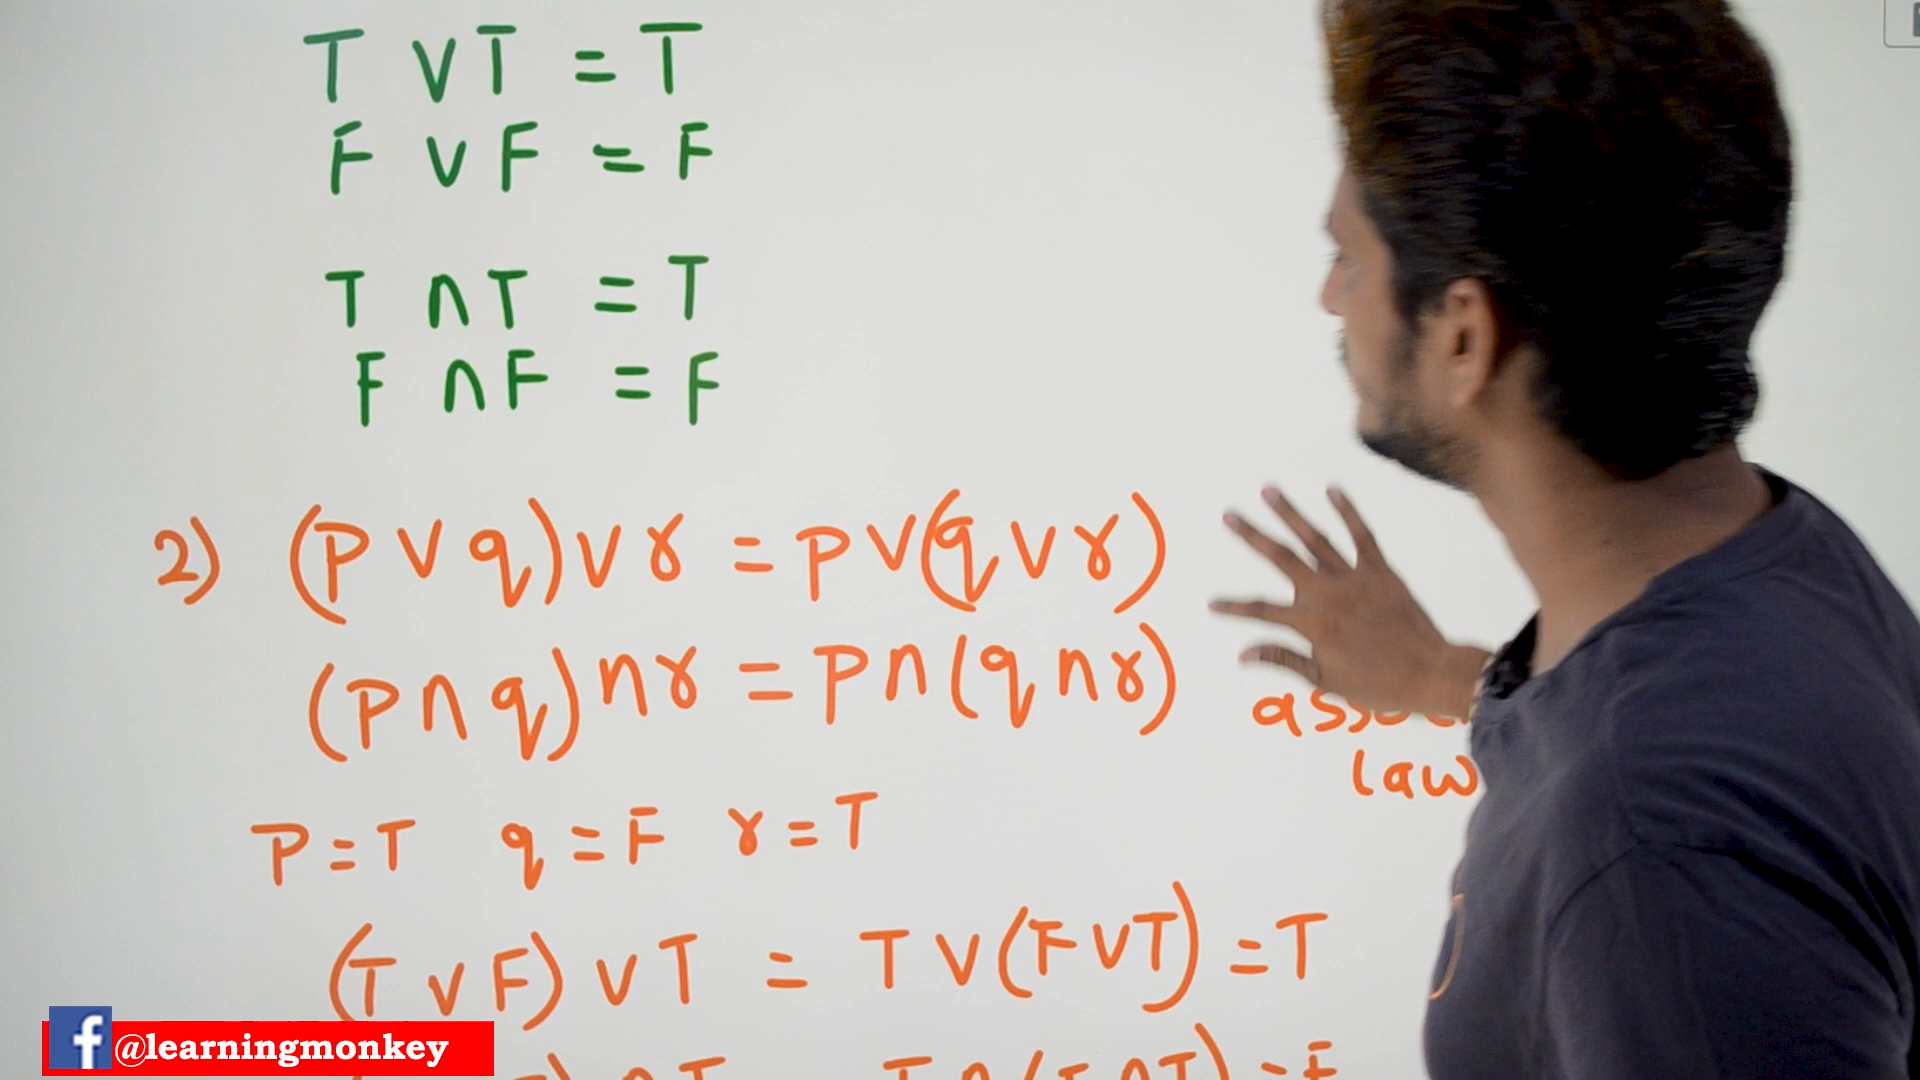 T ∨ T = T
F ∨ F = F
T ∩ T = T
F ∩ F = F
2) (p ∨ q) ∨ r = p ∨ (q ∨ r)
(p ∩ q) ∩ r = p ∩ (q ∩ r)
law
P = T q = F r = T
(T ∨ F) ∨ T = T ∨ (F ∨ T) = T
@learningmonkey